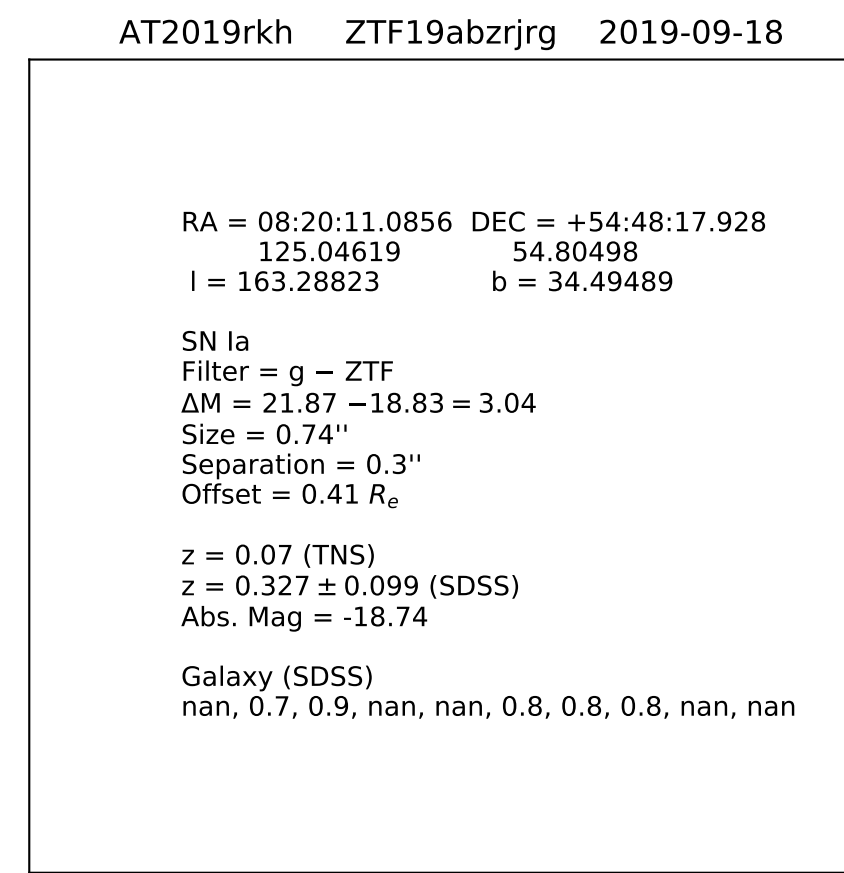 AT2019rkh ZTF19abzrjrg 2019-09-18
RA = 08:20:11.0856 DEC = +54:48:17.928
125.04619 54.80498
l = 163.28823 b = 34.49489
SN Ia
Filter = g − ZTF
ΔM = 21.87 −18.83 = 3.04
Size = 0.74''
Separation = 0.3''
Offset = 0.41 Rₑ
z = 0.07 (TNS)
z = 0.327 ± 0.099 (SDSS)
Abs. Mag = -18.74
Galaxy (SDSS)
nan, 0.7, 0.9, nan, nan, 0.8, 0.8, 0.8, nan, nan